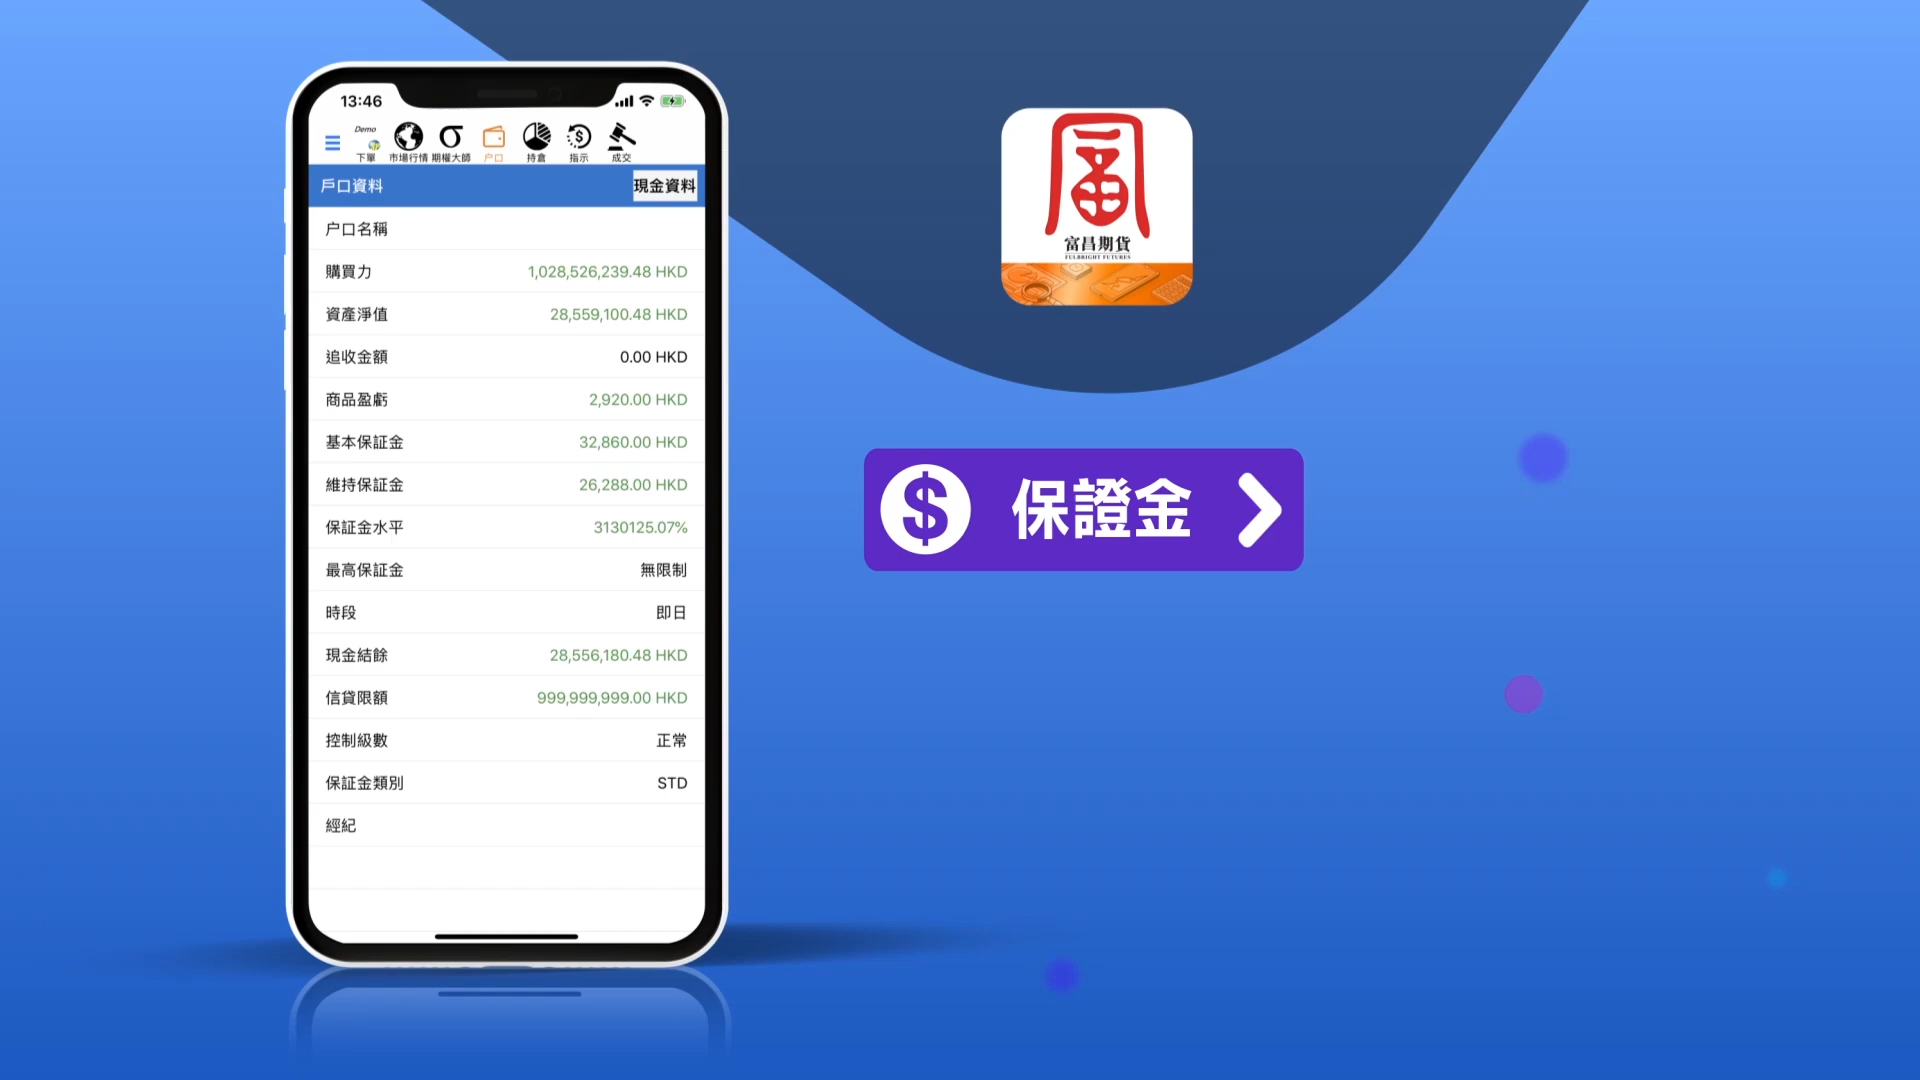 13:46
Demo
下單 市場行情 期權大師 户口 持倉 指示 成交
戶口資料 現金資料
户口名稱
購買力 1,028,526,239.48 HKD
資產淨值 28,559,100.48 HKD
追收金額 0.00 HKD
商品盈虧 2,920.00 HKD
基本保証金 32,860.00 HKD
維持保証金 26,288.00 HKD
保証金水平 3130125.07%
最高保証金 無限制
時段 即日
現金結餘 28,556,180.48 HKD
信貸限額 999,999,999.00 HKD
控制級數 正常
保証金類別 STD
經紀
富昌期貨
FULBRIGHT FUTURES
$ 保證金